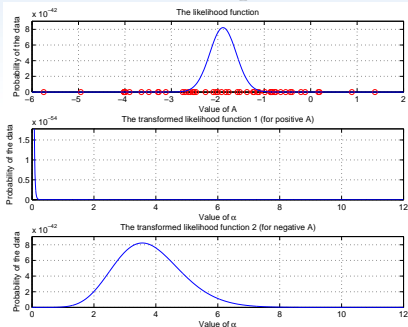 The likelihood function
x 10^-42
Probability of the data
8
6
4
2
0
-6 -5 -4 -3 -2 -1 0 1 2
Value of A
The transformed likelihood function 1 (for positive A)
x 10^-54
Probability of the data
1.5
1
0.5
0
0 2 4 6 8 10 12
Value of α
The transformed likelihood function 2 (for negative A)
x 10^-42
Probability of the data
8
6
4
2
0
0 2 4 6 8 10 12
Value of α